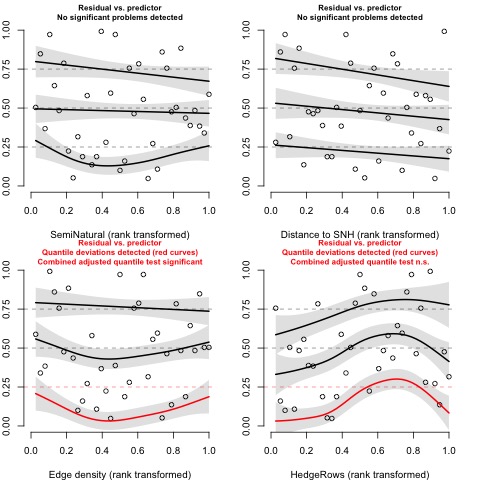 Residual vs. predictor
No significant problems detected
0.00 0.25 0.50 0.75 1.00
0.0 0.2 0.4 0.6 0.8 1.0
SemiNatural (rank transformed)
Residual vs. predictor
No significant problems detected
0.00 0.25 0.50 0.75 1.00
0.0 0.2 0.4 0.6 0.8 1.0
Distance to SNH (rank transformed)
Residual vs. predictor
Quantile deviations detected (red curves)
Combined adjusted quantile test significant
0.00 0.25 0.50 0.75 1.00
0.0 0.2 0.4 0.6 0.8 1.0
Edge density (rank transformed)
Residual vs. predictor
Quantile deviations detected (red curves)
Combined adjusted quantile test n.s.
0.00 0.25 0.50 0.75 1.00
0.0 0.2 0.4 0.6 0.8 1.0
HedgeRows (rank transformed)